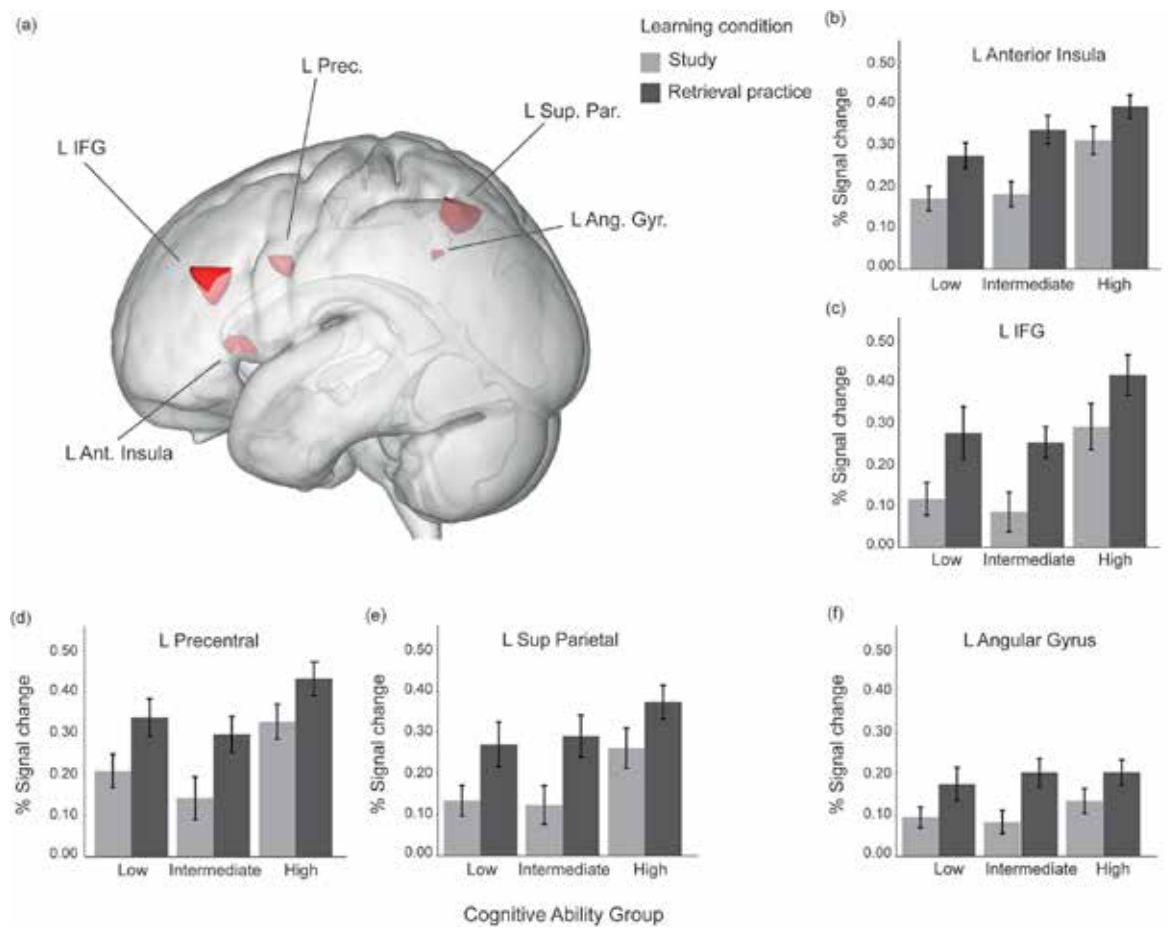 (a)
L Prec.
L IFG
L Sup. Par.
L Ang. Gyr.
L Ant. Insula
Learning condition
Study
Retrieval practice
(b)
L Anterior Insula
% Signal change
0.50
0.40
0.30
0.20
0.10
0.00
Low Intermediate High
(c)
L IFG
% Signal change
0.50
0.40
0.30
0.20
0.10
0.00
Low Intermediate High
(d)
L Precentral
% Signal change
0.50
0.40
0.30
0.20
0.10
0.00
Low Intermediate High
(e)
L Sup Parietal
% Signal change
0.50
0.40
0.30
0.20
0.10
0.00
Low Intermediate High
(f)
L Angular Gyrus
% Signal change
0.50
0.40
0.30
0.20
0.10
0.00
Low Intermediate High
Cognitive Ability Group